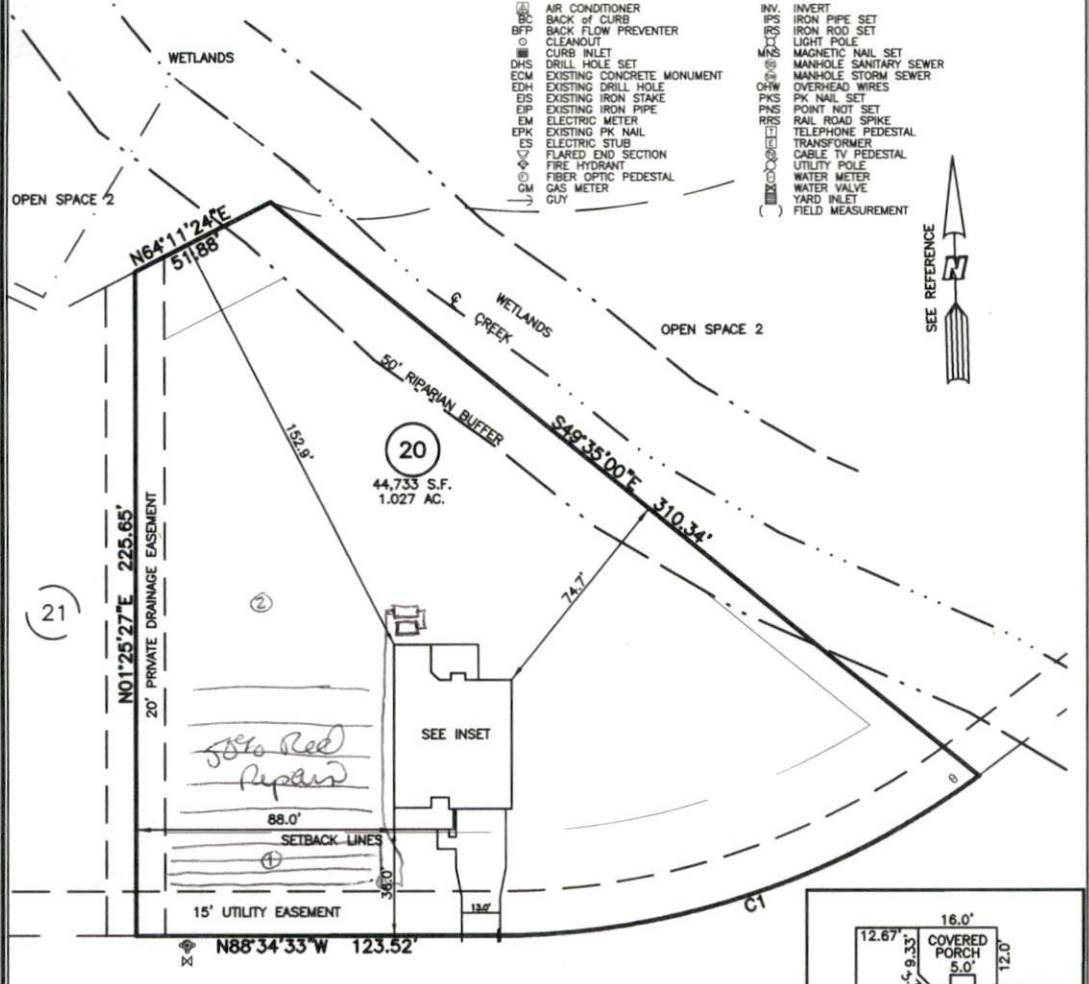 AIR CONDITIONER
BC BACK of CURB
BFP BACK FLOW PREVENTER
CLEANOUT
CURB INLET
DHS DRILL HOLE SET
ECM EXISTING CONCRETE MONUMENT
EDH EXISTING DRILL HOLE
EIS EXISTING IRON STAKE
EIP EXISTING IRON PIPE
EM ELECTRIC METER
EPK EXISTING PK NAIL
ES ELECTRIC STUB
FLARED END SECTION
FIRE HYDRANT
FIBER OPTIC PEDESTAL
GM GAS METER
GUY
INV. INVERT
IPS IRON PIPE SET
IRS IRON ROD SET
LIGHT POLE
MNS MAGNETIC NAIL SET
MANHOLE SANITARY SEWER
MANHOLE STORM SEWER
OHW OVERHEAD WIRES
PKS PK NAIL SET
PNS POINT NOT SET
RRS RAIL ROAD SPIKE
T TELEPHONE PEDESTAL
E TRANSFORMER
CABLE TV PEDESTAL
UTILITY POLE
WATER METER
WATER VALVE
YARD INLET
( ) FIELD MEASUREMENT
WETLANDS
OPEN SPACE 2
N64°11'24"E
51.88'
SEE REFERENCE
N
WETLANDS
℄ CREEK
OPEN SPACE 2
50' RIPARIAN BUFFER
S49°35'00"E 310.34'
152.9'
20
44,733 S.F.
1.027 AC.
N01°25'27"E 225.65'
20' PRIVATE DRAINAGE EASEMENT
21
74.7'
2
SEE INSET
50% Red
Repair
88.0'
SETBACK LINES
1
36.0'
13.0'
15' UTILITY EASEMENT
C1
N88°34'33"W 123.52'
16.0'
12.67'
9.33'
COVERED
PORCH
5.0'
12.0'